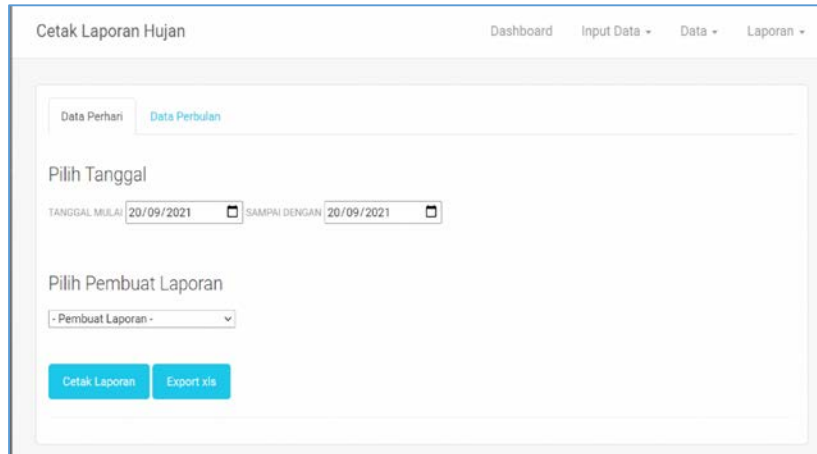 Cetak Laporan Hujan Dashboard Input Data Data Laporan
Data Perhari Data Perbulan
Pilih Tanggal
TANGGAL MULAI 20/09/2021 SAMPAI DENGAN 20/09/2021
Pilih Pembuat Laporan
- Pembuat Laporan -
Cetak Laporan Export xls